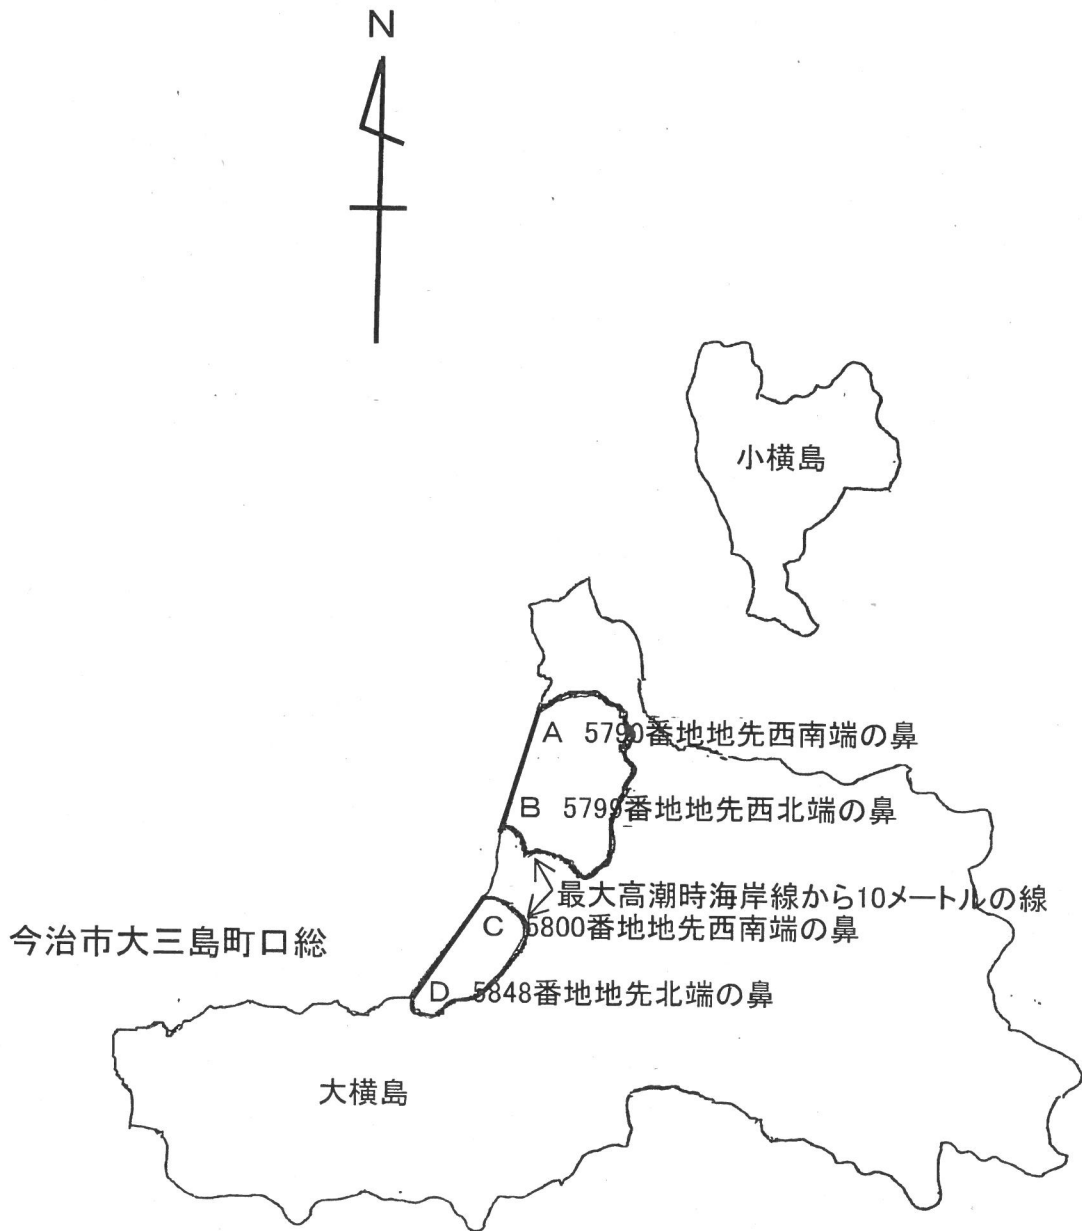 N
小横島
A 5790番地地先西南端の鼻
B 5799番地地先西北端の鼻
最大高潮時海岸線から10メートルの線
C 5800番地地先西南端の鼻
今治市大三島町口総
D 5848番地地先北端の鼻
大横島